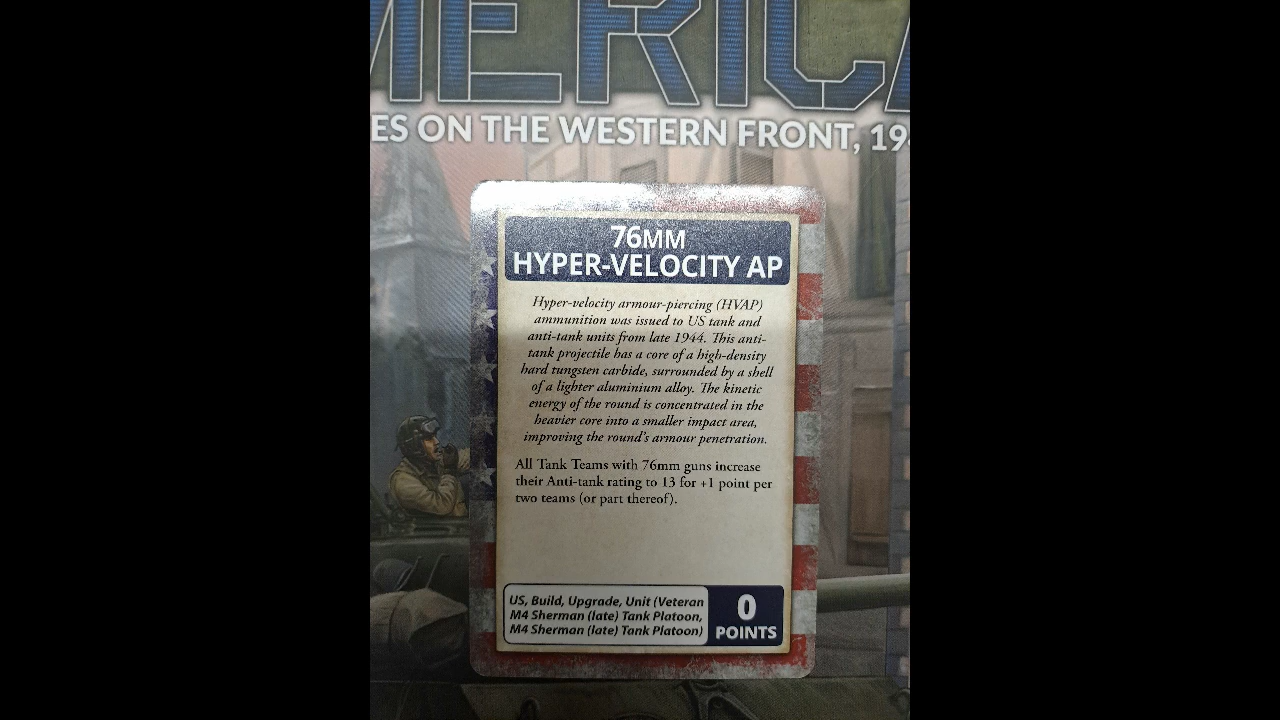 MERICA
ES ON THE WESTERN FRONT, 19
76MM
HYPER-VELOCITY AP
Hyper-velocity armour-piercing (HVAP)
ammunition was issued to US tank and
anti-tank units from late 1944. This anti-
tank projectile has a core of a high-density
hard tungsten carbide, surrounded by a shell
of a lighter aluminium alloy. The kinetic
energy of the round is concentrated in the
heavier core into a smaller impact area,
improving the round's armour penetration.
All Tank Teams with 76mm guns increase
their Anti-tank rating to 13 for +1 point per
two teams (or part thereof).
US, Build, Upgrade, Unit (Veteran
M4 Sherman (late) Tank Platoon,
M4 Sherman (late) Tank Platoon)
0
POINTS